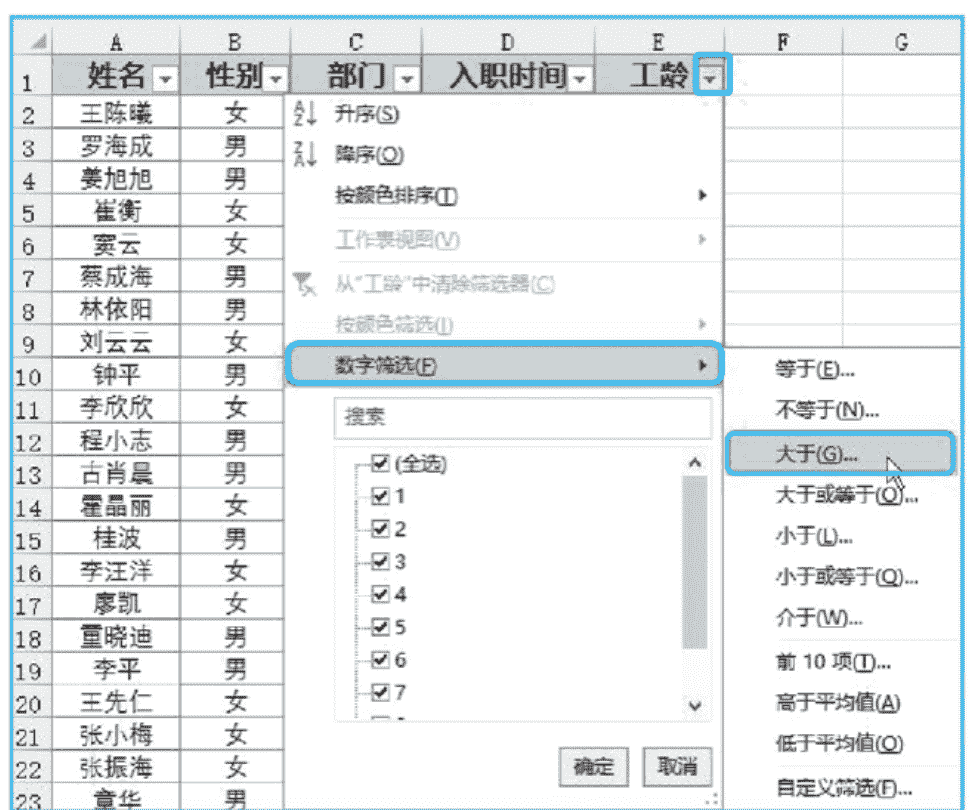 A B C D E F G
1 姓名 性别 部门 入职时间 工龄
2 王陈曦 女
3 罗海成 男
4 姜旭旭 男
5 崔衡 女
6 窦云 女
7 蔡成海 男
8 林依阳 男
9 刘云云 女
10 钟平 男
11 李欣欣 女
12 程小志 男
13 古肖晨 男
14 霍晶丽 女
15 桂波 男
16 李汪洋 女
17 廖凯 女
18 童晓迪 男
19 李平 男
20 王先仁 女
21 张小梅 女
22 张振海 女
23 童华 男
升序(S)
降序(O)
按颜色排序(T)
工作表视图(V)
从"工龄"中清除筛选器(C)
按颜色筛选(I)
数字筛选(F)
搜索
(全选)
1
2
3
4
5
6
7
确定 取消
等于(E)...
不等于(N)...
大于(G)...
大于或等于(O)...
小于(L)...
小于或等于(Q)...
介于(W)...
前 10 项(T)...
高于平均值(A)
低于平均值(O)
自定义筛选(F)...